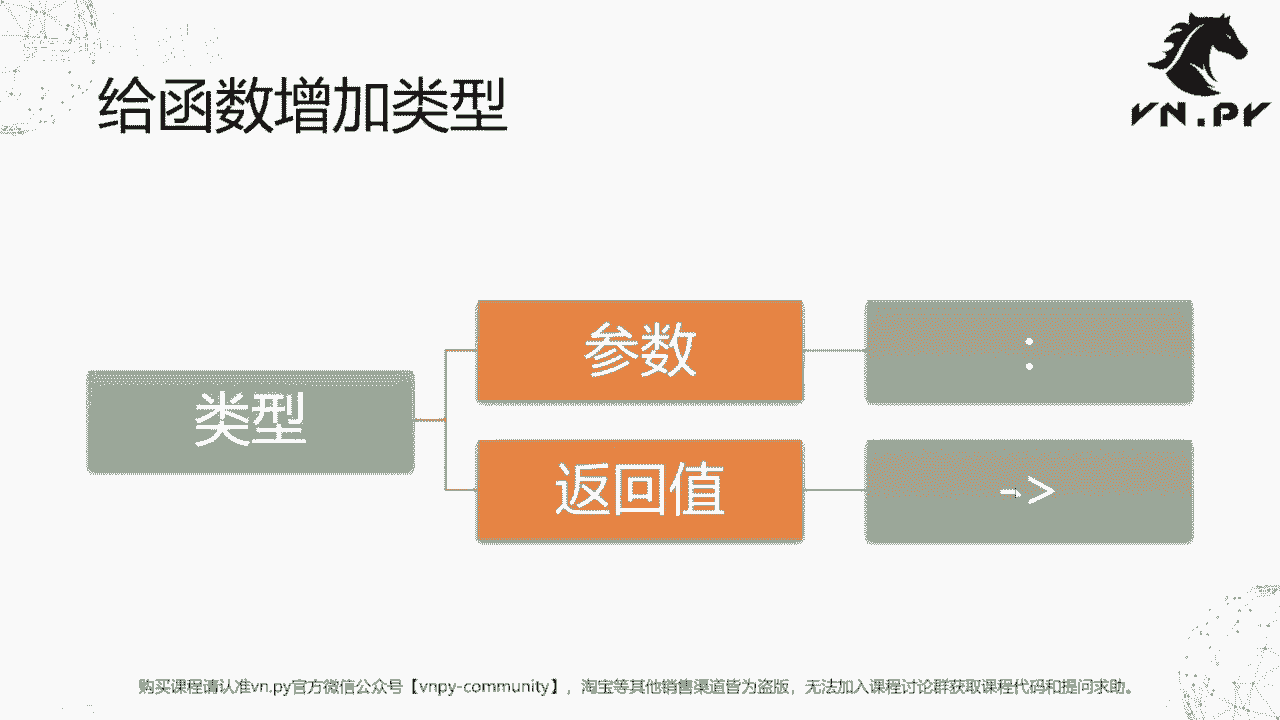 给函数增加类型
VN.PY
类型
参数
:
返回值
->
购买课程请认准vn.py官方微信公众号【vnpy-community】，淘宝等其他销售渠道皆为盗版，无法加入课程讨论群获取课程代码和提问求助。